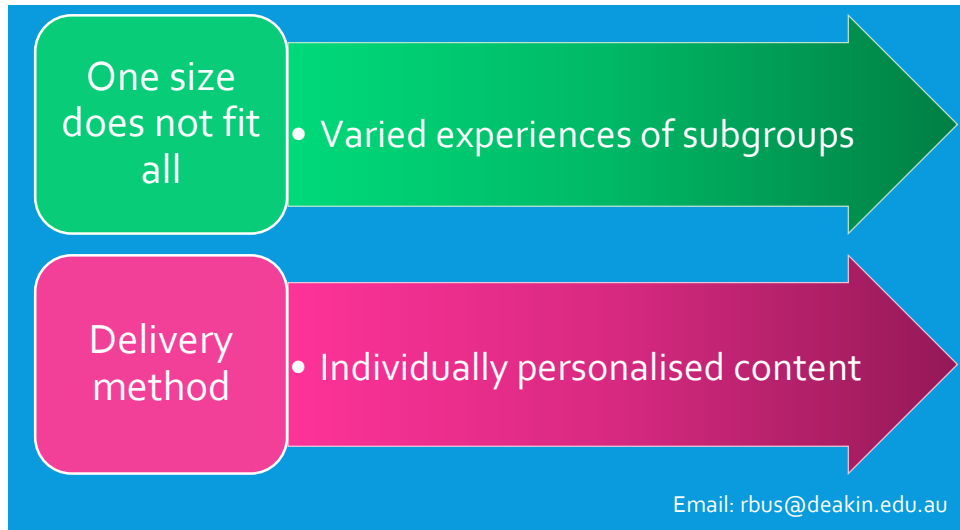 One size
does not fit
all
• Varied experiences of subgroups
Delivery
method
• Individually personalised content
Email: rbus@deakin.edu.au